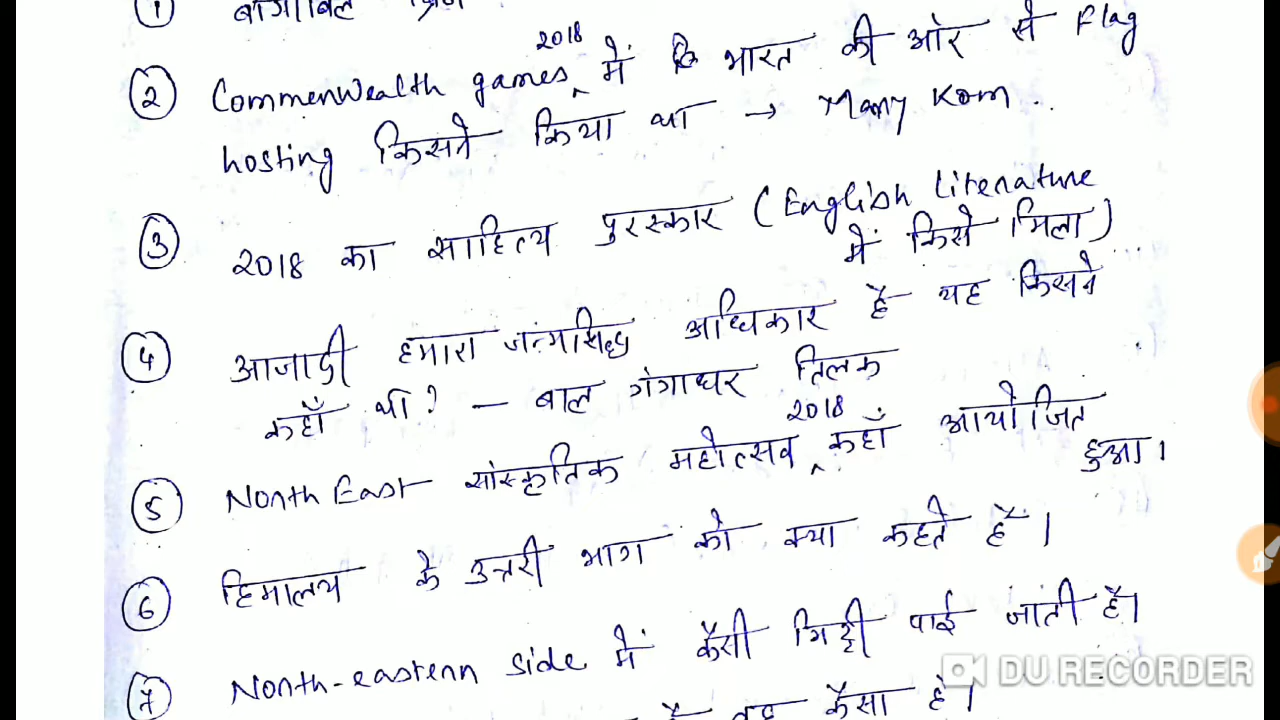 ① बोगीबिल
② Commenwealth games 2018 में कि भारत की ओर से Flag
hosting किसने किया था → Mary Kom ..
③ 2018 का साहित्य पुरस्कार (English Literature
में किसे मिला)
④ आजादी हमारा जन्मसिद्ध अधिकार है यह किसने
कहाँ थी? – बाल गंगाधर तिलक
⑤ North East सांस्कृतिक महोत्सव 2018 कहाँ आयोजित
हुआ।
⑥ हिमालय के उत्तरी भाग को क्या कहते हैं।
⑦ North-eastern side में कैसी मिट्टी पाई जाती है।
कैसा है।
DU RECORDER